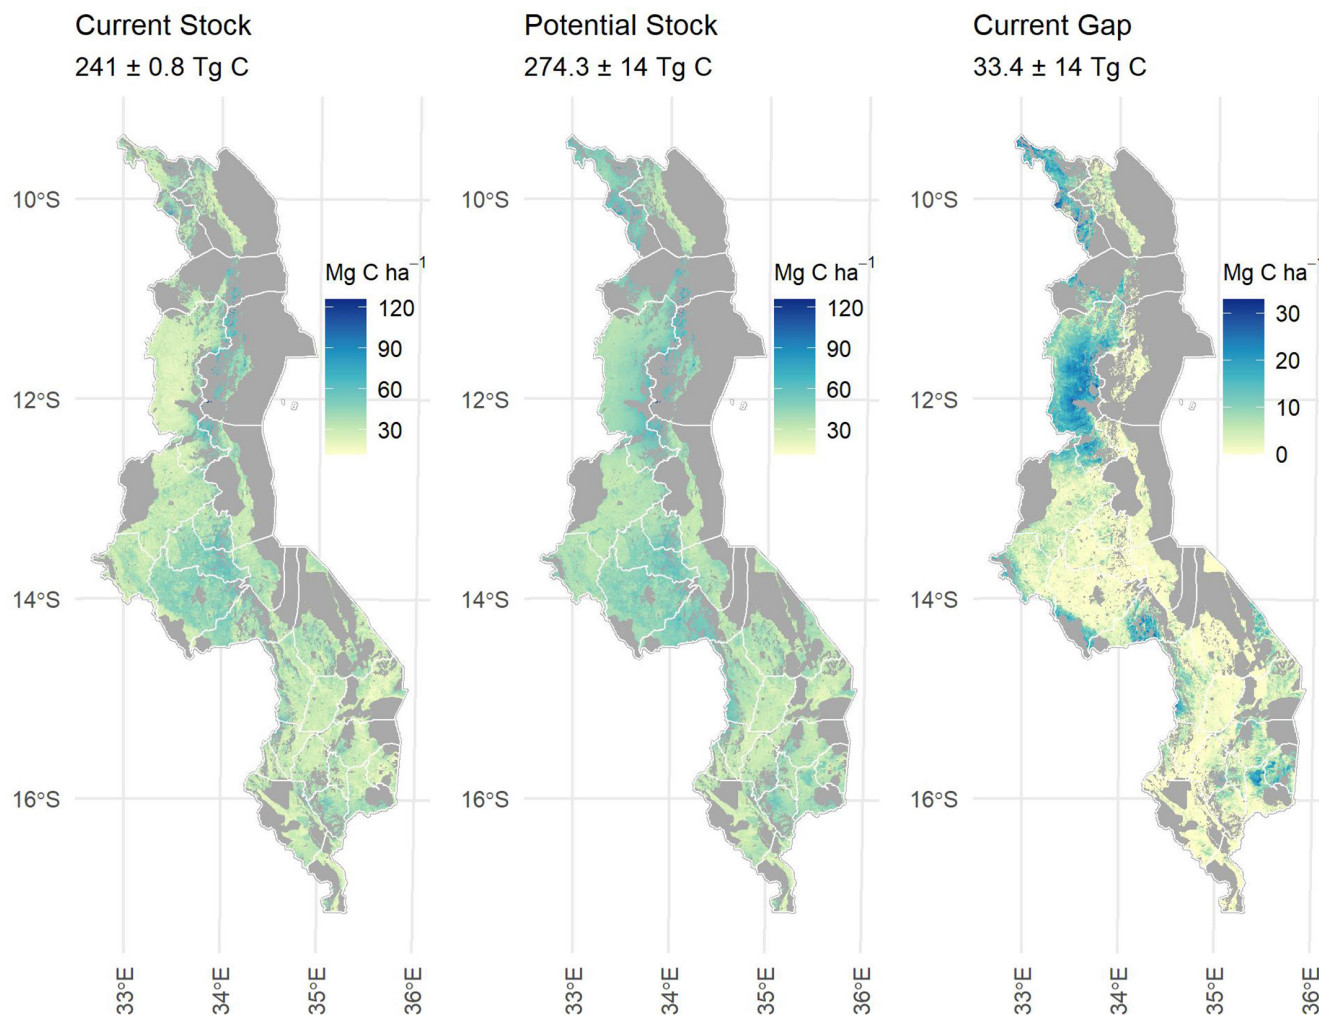 Current Stock
241 ± 0.8 Tg C
10°S
12°S
14°S
16°S
33°E
34°E
35°E
36°E
Mg C ha⁻¹
120
90
60
30
Potential Stock
274.3 ± 14 Tg C
10°S
12°S
14°S
16°S
33°E
34°E
35°E
36°E
Mg C ha⁻¹
120
90
60
30
Current Gap
33.4 ± 14 Tg C
10°S
12°S
14°S
16°S
33°E
34°E
35°E
36°E
Mg C ha⁻¹
30
20
10
0